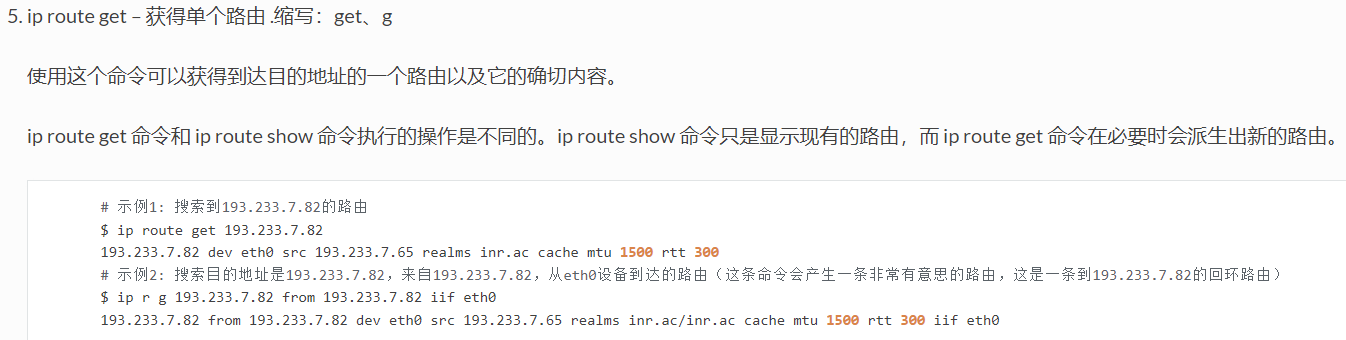 5. ip route get – 获得单个路由 .缩写：get、g
使用这个命令可以获得到达目的地址的一个路由以及它的确切内容。
ip route get 命令和 ip route show 命令执行的操作是不同的。ip route show 命令只是显示现有的路由，而 ip route get 命令在必要时会派生出新的路由。
# 示例1: 搜索到193.233.7.82的路由
$ ip route get 193.233.7.82
193.233.7.82 dev eth0 src 193.233.7.65 realms inr.ac cache mtu 1500 rtt 300
# 示例2: 搜索目的地址是193.233.7.82，来自193.233.7.82，从eth0设备到达的路由（这条命令会产生一条非常有意思的路由，这是一条到193.233.7.82的回环路由）
$ ip r g 193.233.7.82 from 193.233.7.82 iif eth0
193.233.7.82 from 193.233.7.82 dev eth0 src 193.233.7.65 realms inr.ac/inr.ac cache mtu 1500 rtt 300 iif eth0